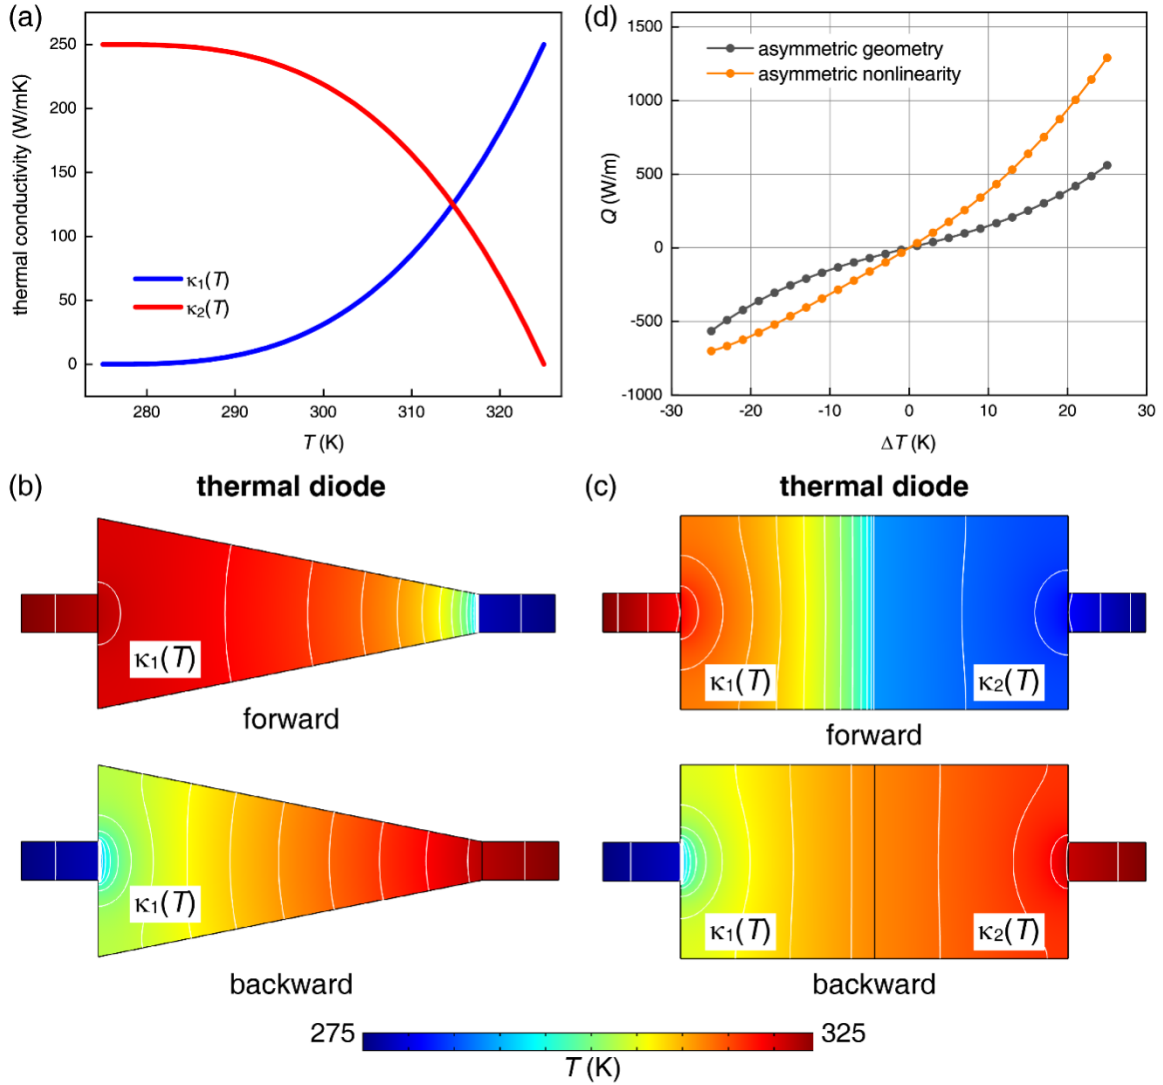 (a)
thermal conductivity (W/mK)
250
200
150
100
50
0
κ₁(T)
κ₂(T)
280 290 300 310 320
T (K)
(d)
Q (W/m)
1500
1000
500
0
-500
-1000
asymmetric geometry
asymmetric nonlinearity
-30 -20 -10 0 10 20 30
ΔT (K)
(b)
thermal diode
κ₁(T)
forward
κ₁(T)
backward
(c)
thermal diode
κ₁(T) κ₂(T)
forward
κ₁(T) κ₂(T)
backward
275 325
T (K)